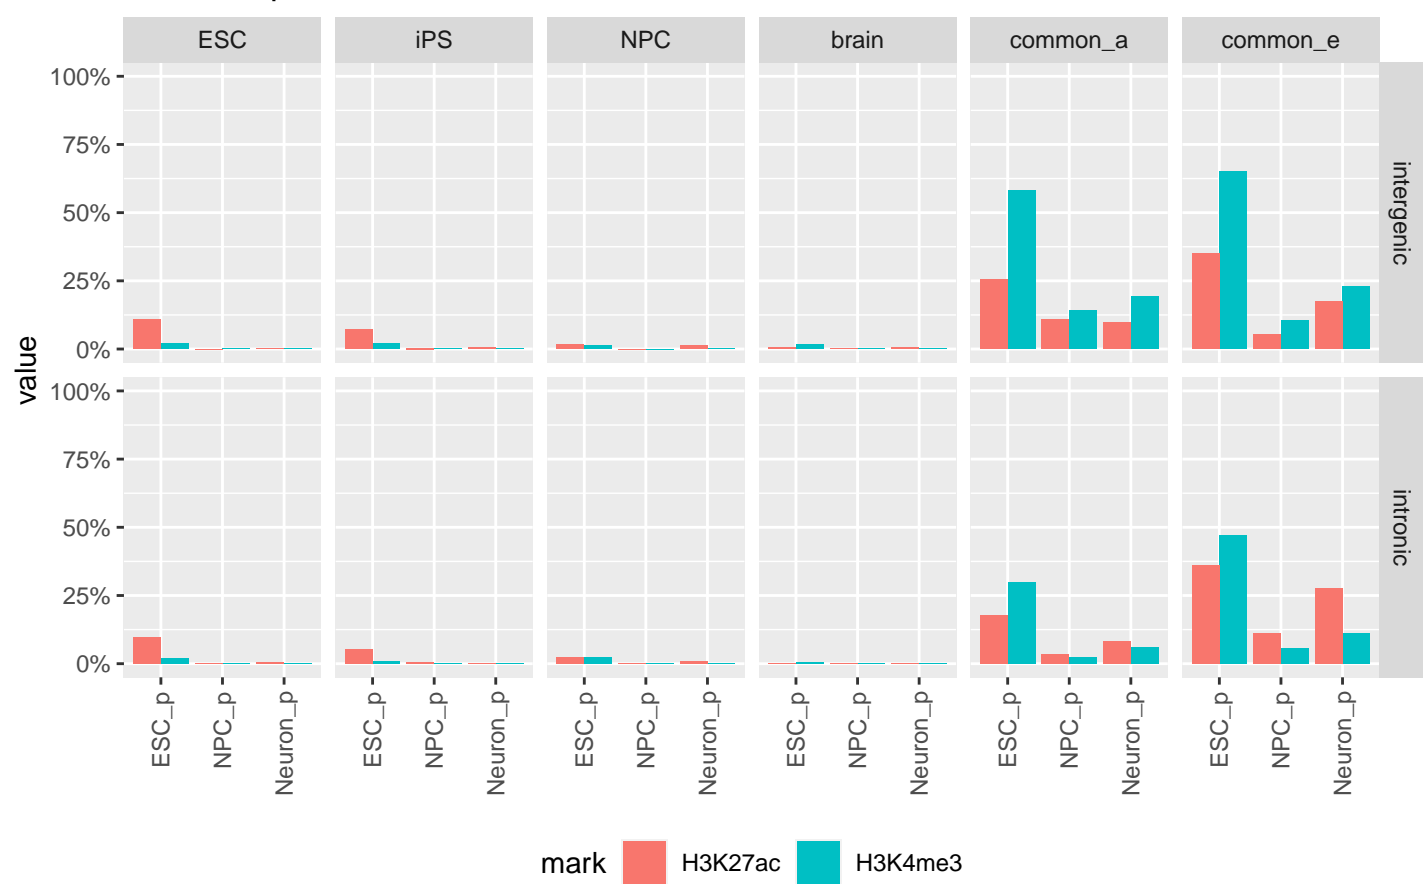 ESC iPS NPC brain common_a common_e
100%
75%
50%
25%
0%
intergenic
value
100%
75%
50%
25%
0%
intronic
ESC_p NPC_p Neuron_p ESC_p NPC_p Neuron_p ESC_p NPC_p Neuron_p ESC_p NPC_p Neuron_p ESC_p NPC_p Neuron_p ESC_p NPC_p Neuron_p
mark H3K27ac H3K4me3